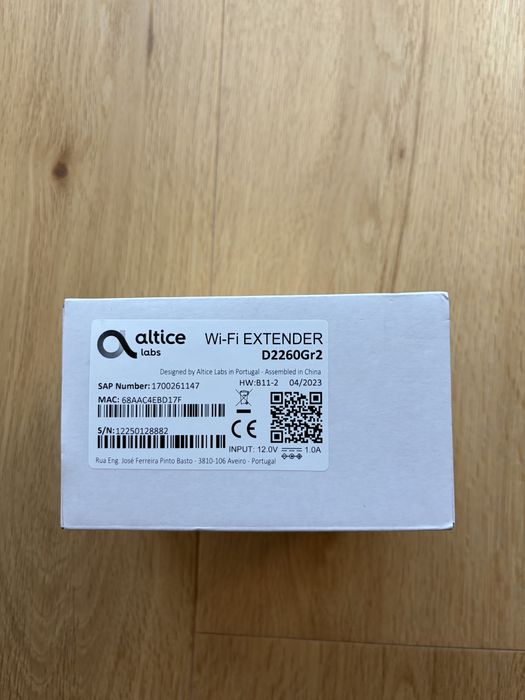 altice
labs
Wi-Fi EXTENDER
D2260Gr2
Designed by Altice Labs in Portugal - Assembled in China
SAP Number: 1700261147
HW:B11-2 04/2023
MAC: 68AAC4EBD17F
S/N: 12250128882
CE
INPUT: 12.0V 1.0A
Rua Eng. José Ferreira Pinto Basto - 3810-106 Aveiro - Portugal